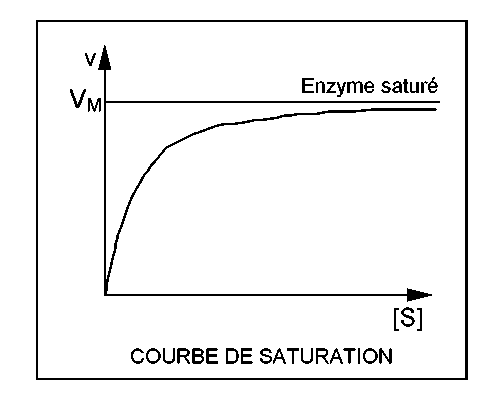 v
Enzyme saturé
VM
[S]
COURBE DE SATURATION